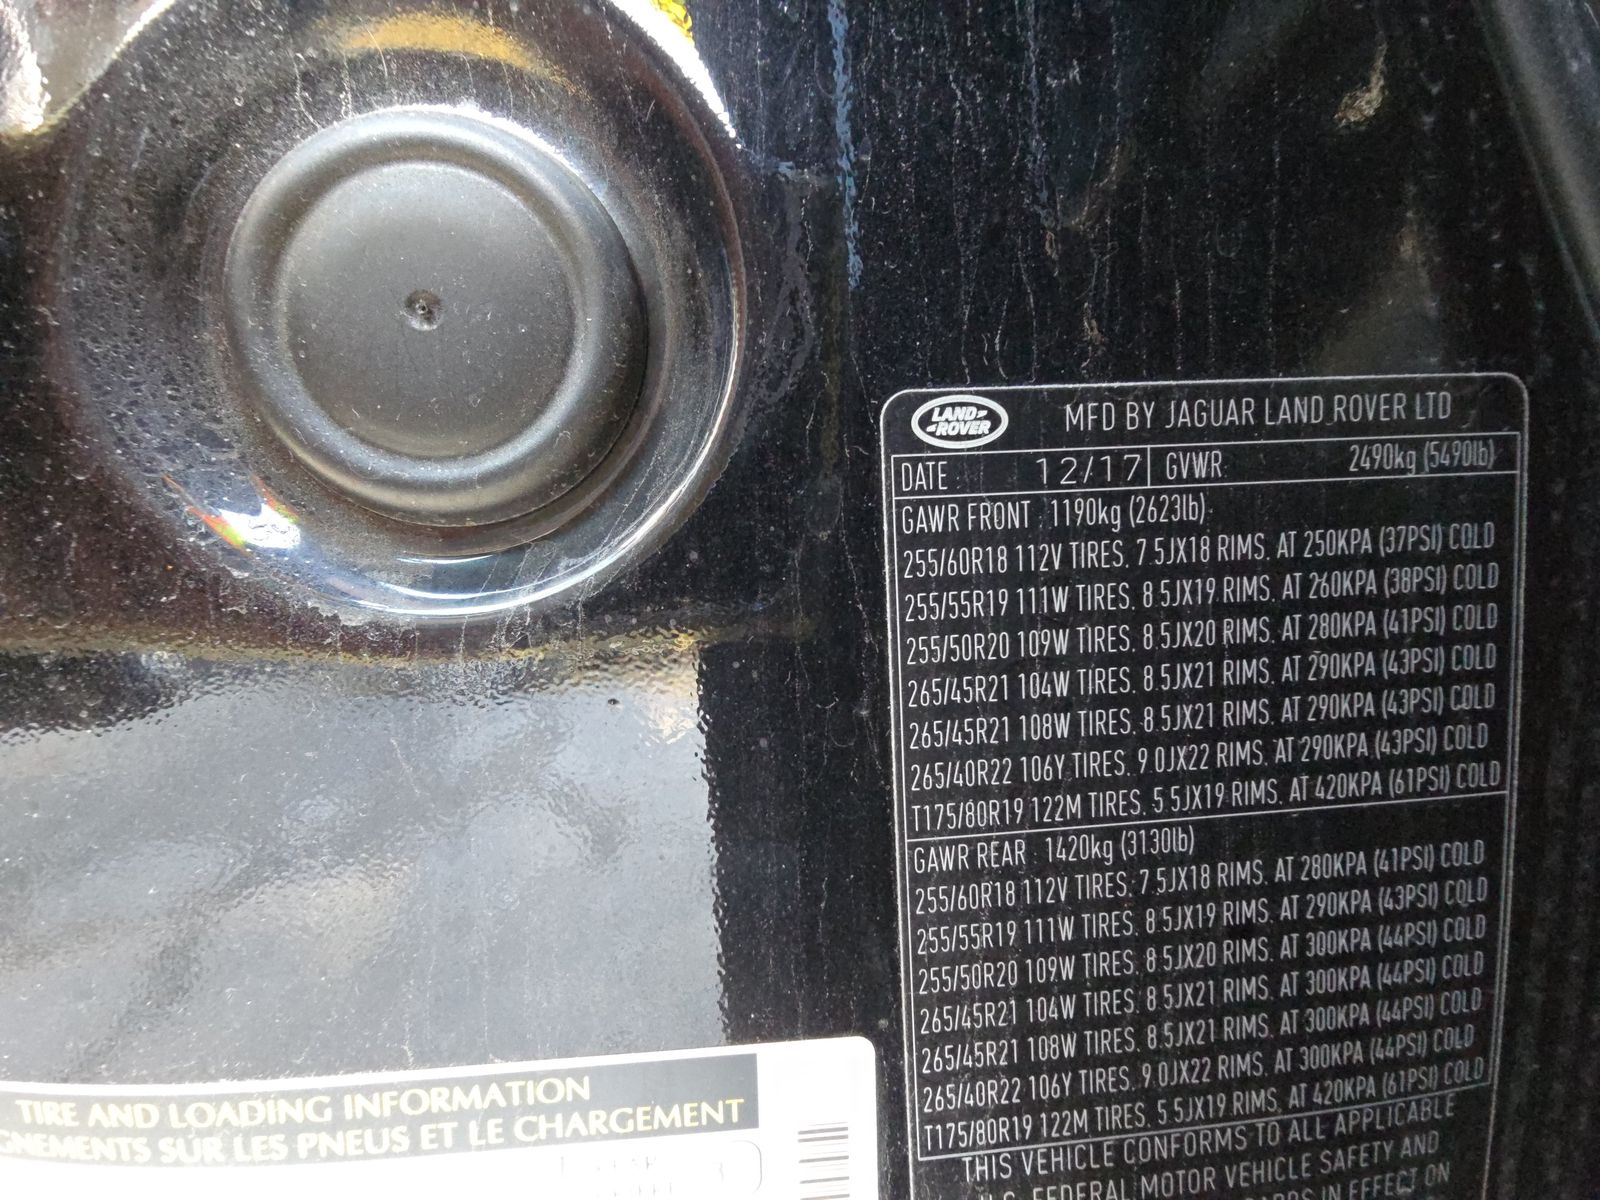 LAND-
-ROVER
MFD BY JAGUAR LAND ROVER LTD
DATE : 12/17 GVWR: 2490kg (5490lb)
GAWR FRONT : 1190kg (2623lb)
255/60R18 112V TIRES, 7.5JX18 RIMS, AT 250KPA (37PSI) COLD
255/55R19 111W TIRES, 8.5JX19 RIMS, AT 260KPA (38PSI) COLD
255/50R20 109W TIRES, 8.5JX20 RIMS, AT 280KPA (41PSI) COLD
265/45R21 104W TIRES, 8.5JX21 RIMS, AT 290KPA (43PSI) COLD
265/45R21 108W TIRES, 8.5JX21 RIMS, AT 290KPA (43PSI) COLD
265/40R22 106Y TIRES, 9.0JX22 RIMS, AT 290KPA (43PSI) COLD
T175/80R19 122M TIRES, 5.5JX19 RIMS, AT 420KPA (61PSI) COLD
GAWR REAR : 1420kg (3130lb)
255/60R18 112V TIRES, 7.5JX18 RIMS, AT 280KPA (41PSI) COLD
255/55R19 111W TIRES, 8.5JX19 RIMS, AT 290KPA (43PSI) COLD
255/50R20 109W TIRES, 8.5JX20 RIMS, AT 300KPA (44PSI) COLD
265/45R21 104W TIRES, 8.5JX21 RIMS, AT 300KPA (44PSI) COLD
265/45R21 108W TIRES, 8.5JX21 RIMS, AT 300KPA (44PSI) COLD
265/40R22 106Y TIRES, 9.0JX22 RIMS, AT 300KPA (44PSI) COLD
T175/80R19 122M TIRES, 5.5JX19 RIMS, AT 420KPA (61PSI) COLD
THIS VEHICLE CONFORMS TO ALL APPLICABLE
U.S. FEDERAL MOTOR VEHICLE SAFETY AND
IN EFFECT ON
TIRE AND LOADING INFORMATION
GNEMENTS SUR LES PNEUS ET LE CHARGEMENT